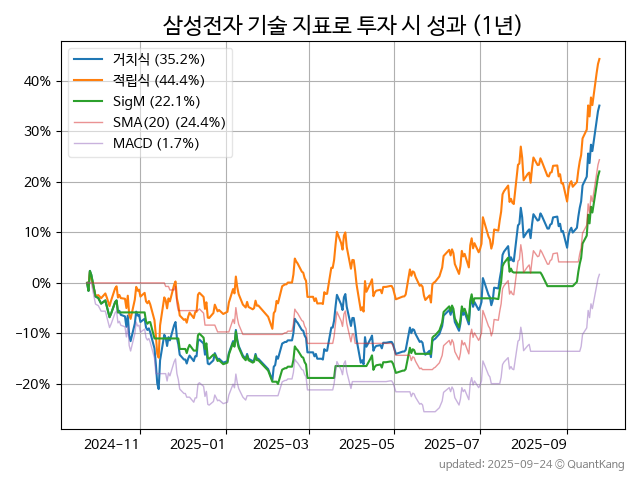 삼성전자 기술 지표로 투자 시 성과 (1년)
거치식 (35.2%)
적립식 (44.4%)
SigM (22.1%)
SMA(20) (24.4%)
MACD (1.7%)
40%
30%
20%
10%
0%
−10%
−20%
2024−11 2025−01 2025−03 2025−05 2025−07 2025−09
updated: 2025-09-24 © QuantKang